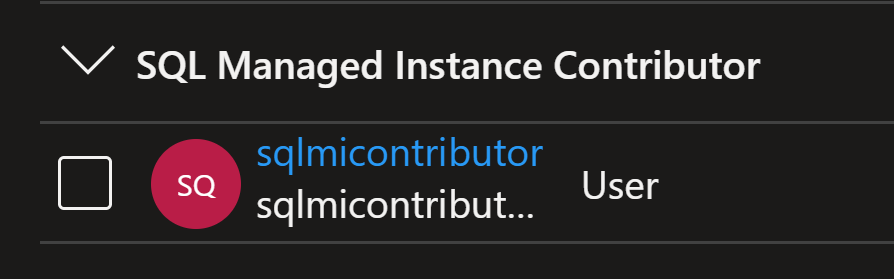 SQL Managed Instance Contributor
SQ
sqlmicontributor
sqlmicontribut...
User